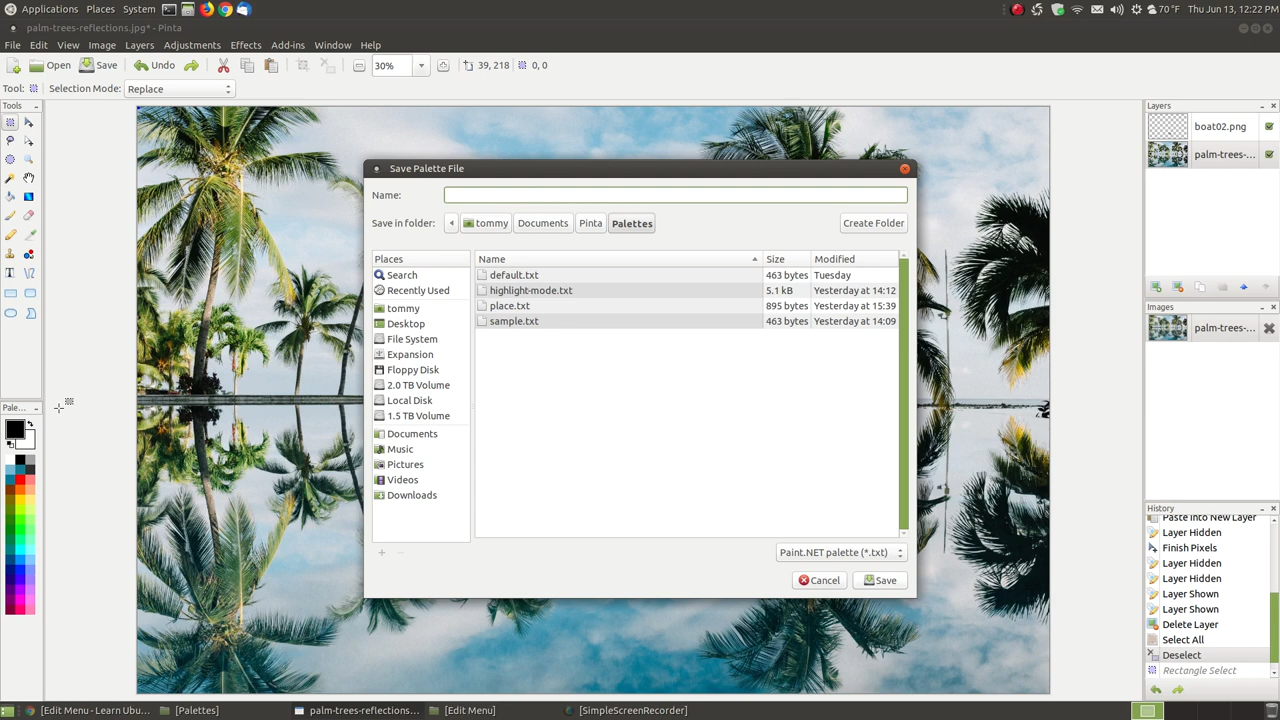 Applications Places System 70 °F Thu Jun 13, 12:22 PM
palm-trees-reflections.jpg* - Pinta
File Edit View Image Layers Adjustments Effects Add-ins Window Help
Open Save Undo 30% 39, 218 0, 0
Tool: Selection Mode: Replace
Tools
Layers
boat02.png
palm-trees-...
Images
palm-trees-...
Pale...
Save Palette File
Name:
Save in folder: tommy Documents Pinta Palettes Create Folder
Places
Search
Recently Used
tommy
Desktop
File System
Expansion
Floppy Disk
2.0 TB Volume
Local Disk
1.5 TB Volume
Documents
Music
Pictures
Videos
Downloads
Name Size Modified
default.txt 463 bytes Tuesday
highlight-mode.txt 5.1 kB Yesterday at 14:12
place.txt 895 bytes Yesterday at 15:39
sample.txt 463 bytes Yesterday at 14:09
Paint.NET palette (*.txt)
Cancel Save
History
Paste Into New Layer
Layer Hidden
Finish Pixels
Layer Hidden
Layer Hidden
Layer Shown
Layer Shown
Delete Layer
Select All
Deselect
Rectangle Select
[Edit Menu - Learn Ubu... [Palettes] palm-trees-reflections... [Edit Menu] [SimpleScreenRecorder]